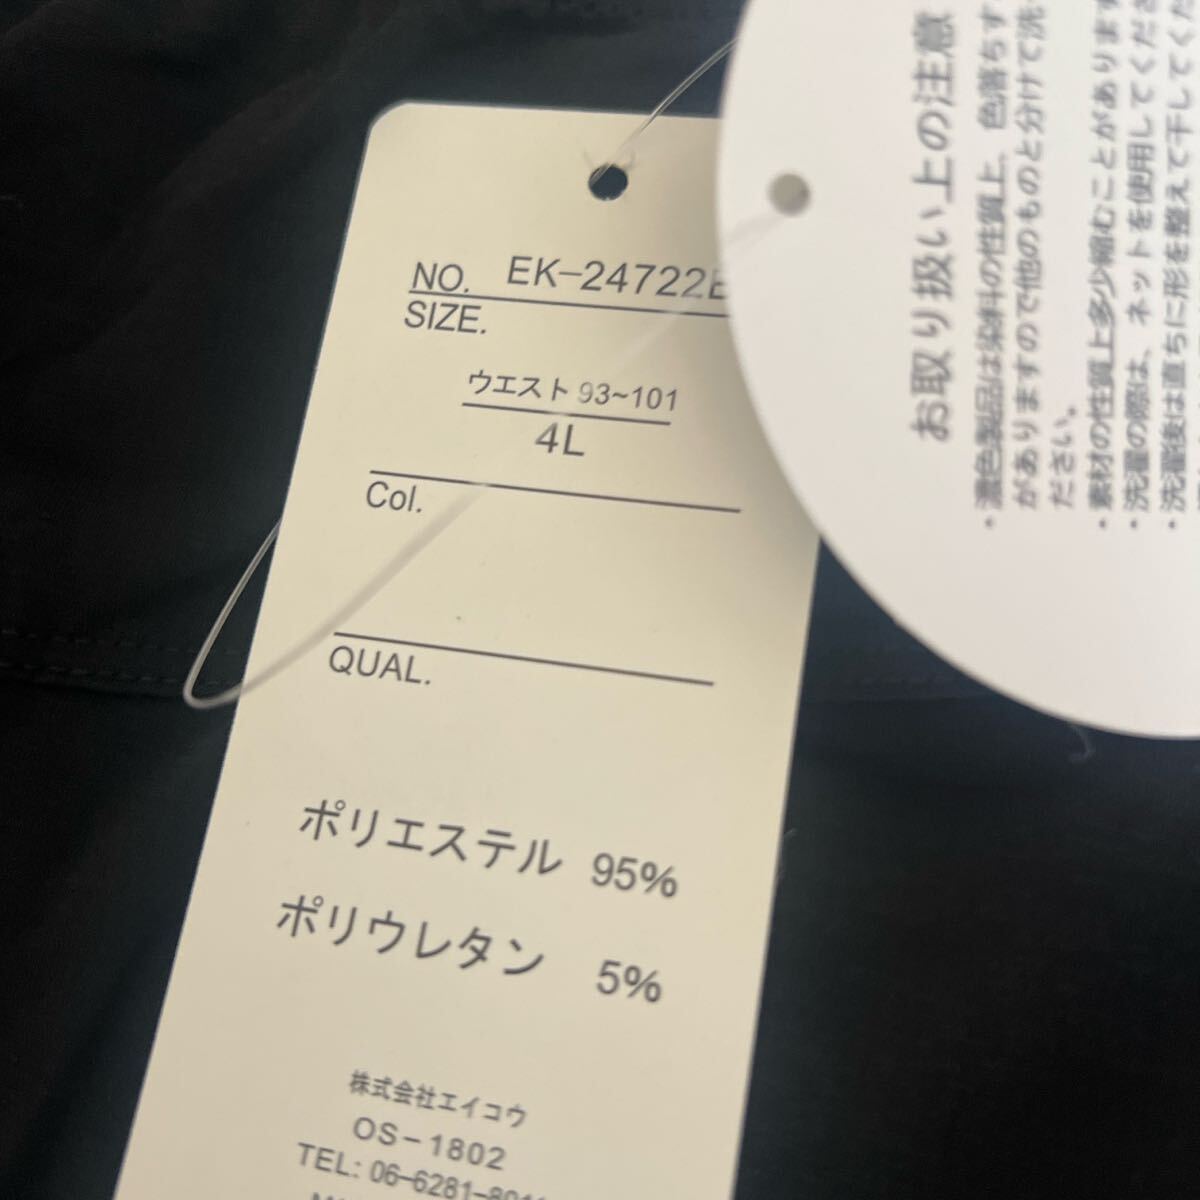 NO. EK-24722
SIZE.
ウエスト 93~101
4L
Col.
QUAL.
ポリエステル 95%
ポリウレタン 5%
株式会社エイコウ
OS-1802
TEL: 06-6281-
お取り扱い上の注意
・濃色製品は染料の性質上、色落ちす
がありますので他のものと分けて洗
ださい。
・素材の性質上多少縮むことがあります
・洗濯の際は、ネットを使用してくださ
・洗濯後は直ちに形を整えて干してくだ